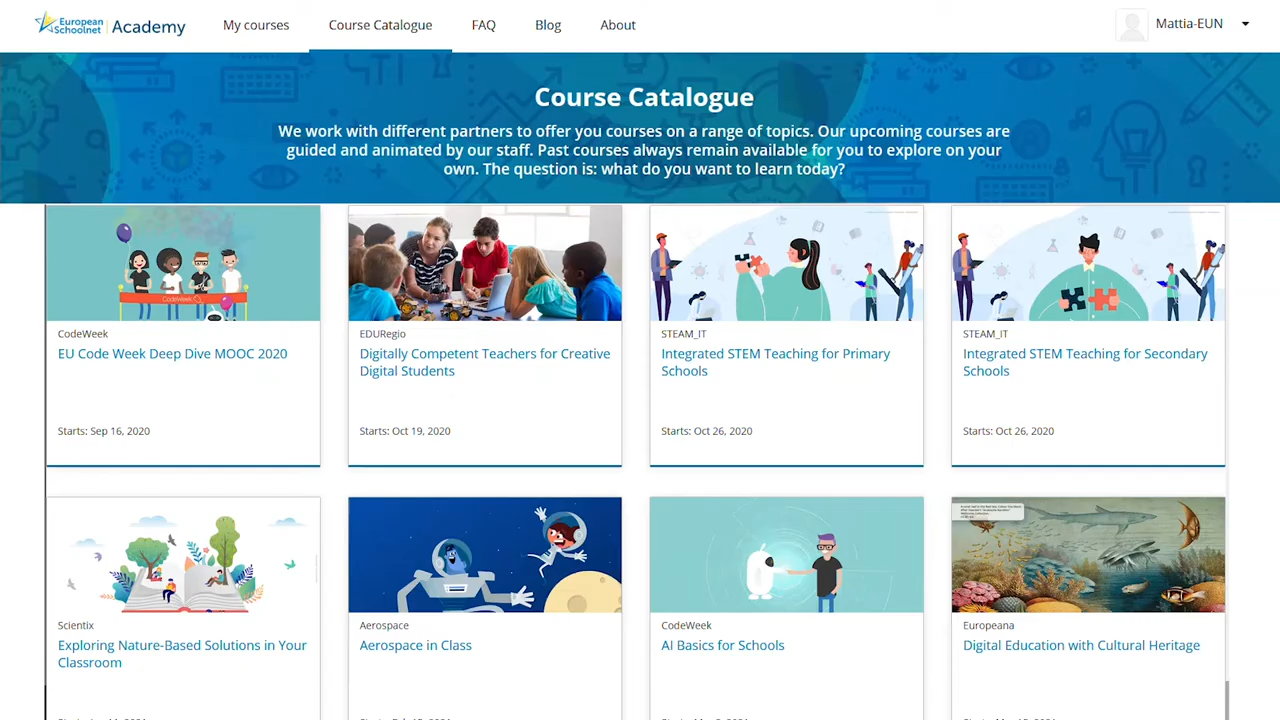 European Schoolnet Academy
My courses
Course Catalogue
FAQ
Blog
About
Mattia-EUN
Course Catalogue
We work with different partners to offer you courses on a range of topics. Our upcoming courses are
guided and animated by our staff. Past courses always remain available for you to explore on your
own. The question is: what do you want to learn today?
CodeWeek
CodeWeek
EU Code Week Deep Dive MOOC 2020
Starts: Sep 16, 2020
EDURegio
Digitally Competent Teachers for Creative
Digital Students
Starts: Oct 19, 2020
STEAM_IT
Integrated STEM Teaching for Primary
Schools
Starts: Oct 26, 2020
STEAM_IT
Integrated STEM Teaching for Secondary
Schools
Starts: Oct 26, 2020
Scientix
Exploring Nature-Based Solutions in Your
Classroom
Aerospace
Aerospace in Class
CodeWeek
AI Basics for Schools
Europeana
Digital Education with Cultural Heritage